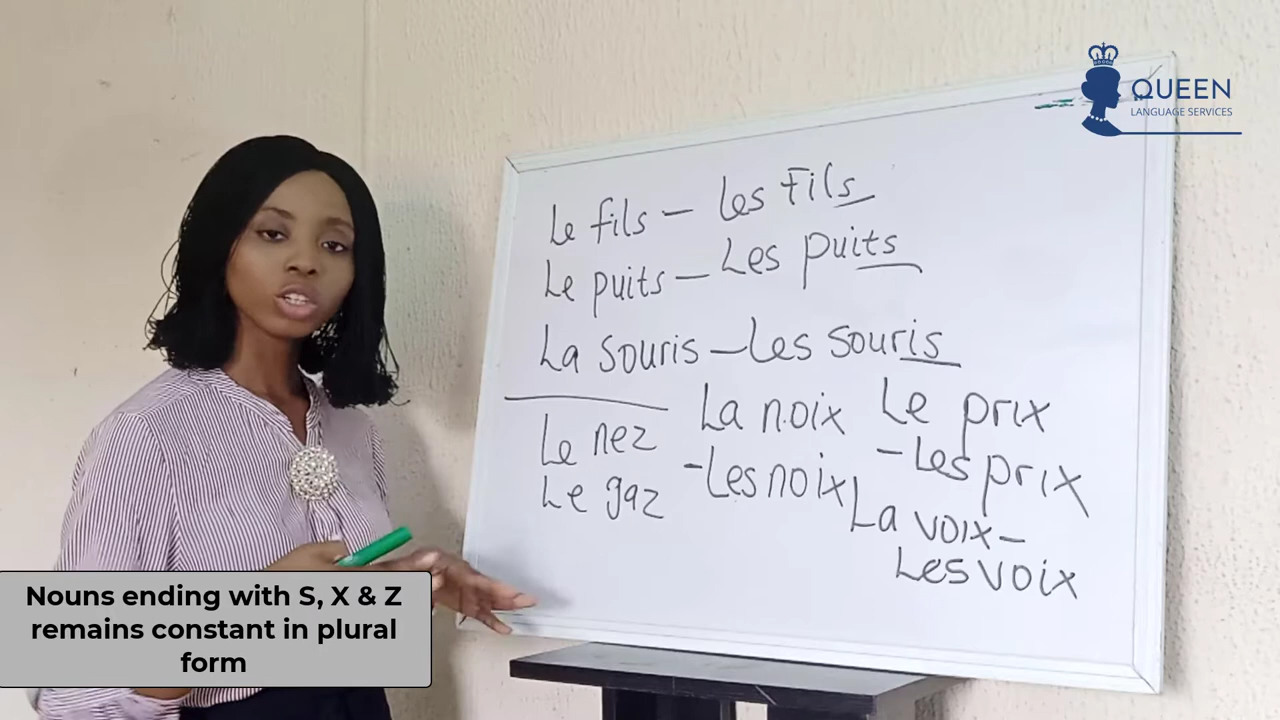 QUEEN
LANGUAGE SERVICES
Le fils - les Fils
Le puits - Les puits
La souris - les souris
Le nez
Le gaz
La noix
- Les noix
Le prix
- Les prix
La voix -
Les voix
Nouns ending with S, X & Z
remains constant in plural
form